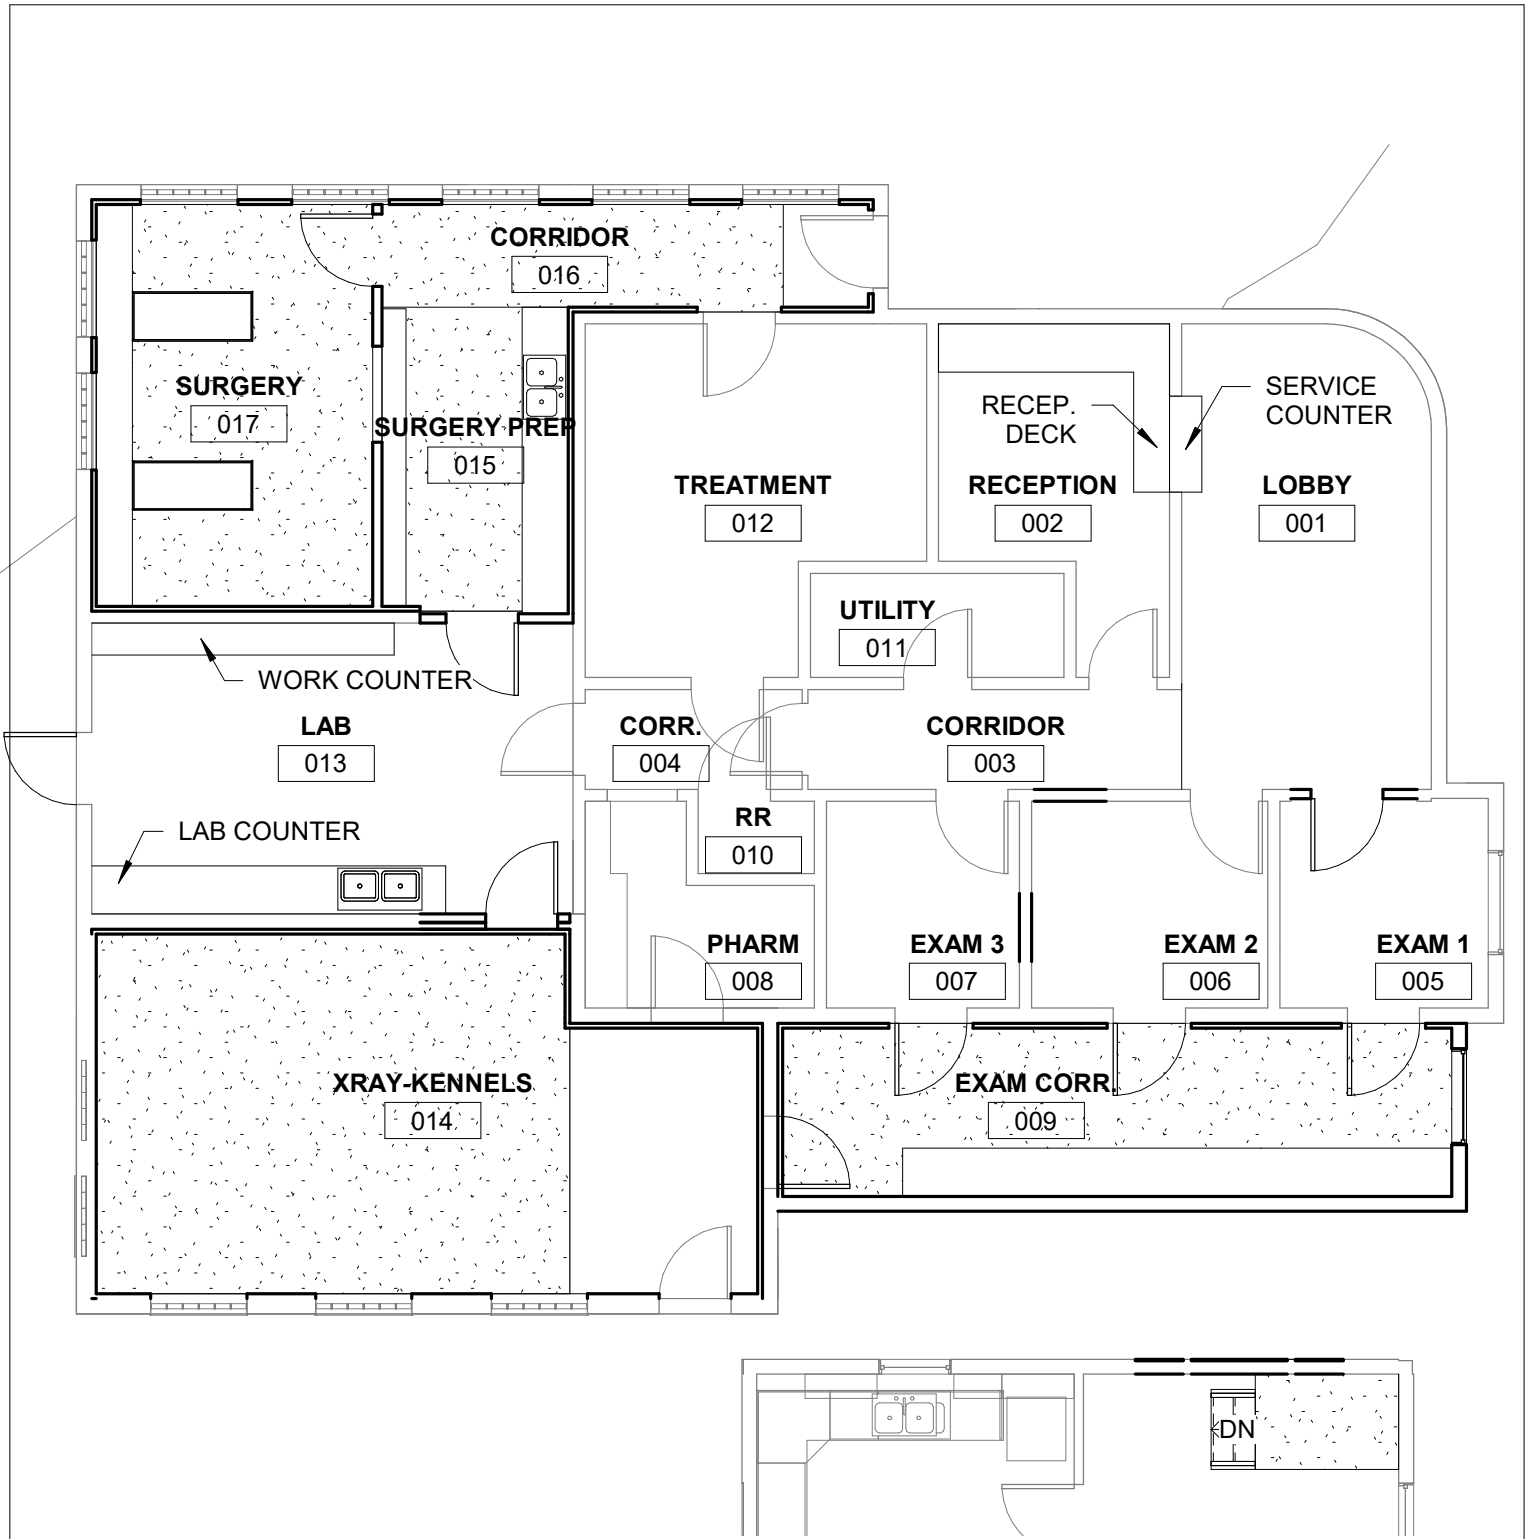 CORRIDOR
016
SURGERY
017
SURGERY PREP
015
RECEP.
DECK
SERVICE
COUNTER
TREATMENT
012
RECEPTION
002
LOBBY
001
UTILITY
011
WORK COUNTER
LAB
013
CORR.
004
CORRIDOR
003
LAB COUNTER
RR
010
PHARM
008
EXAM 3
007
EXAM 2
006
EXAM 1
005
XRAY-KENNELS
014
EXAM CORR.
009
DN